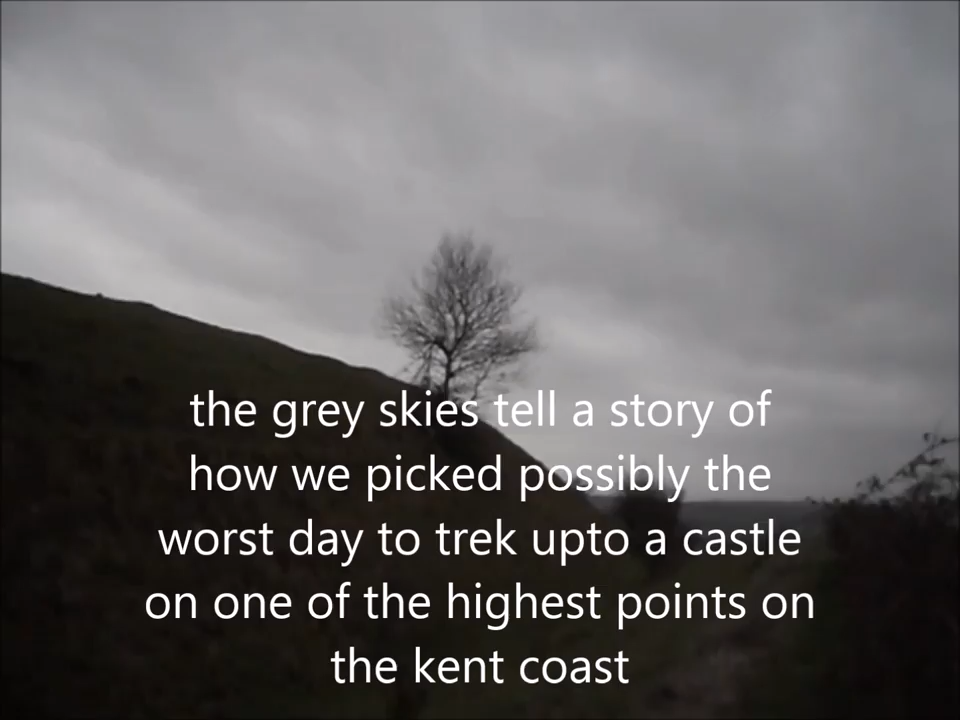 the grey skies tell a story of
how we picked possibly the
worst day to trek upto a castle
on one of the highest points on
the kent coast